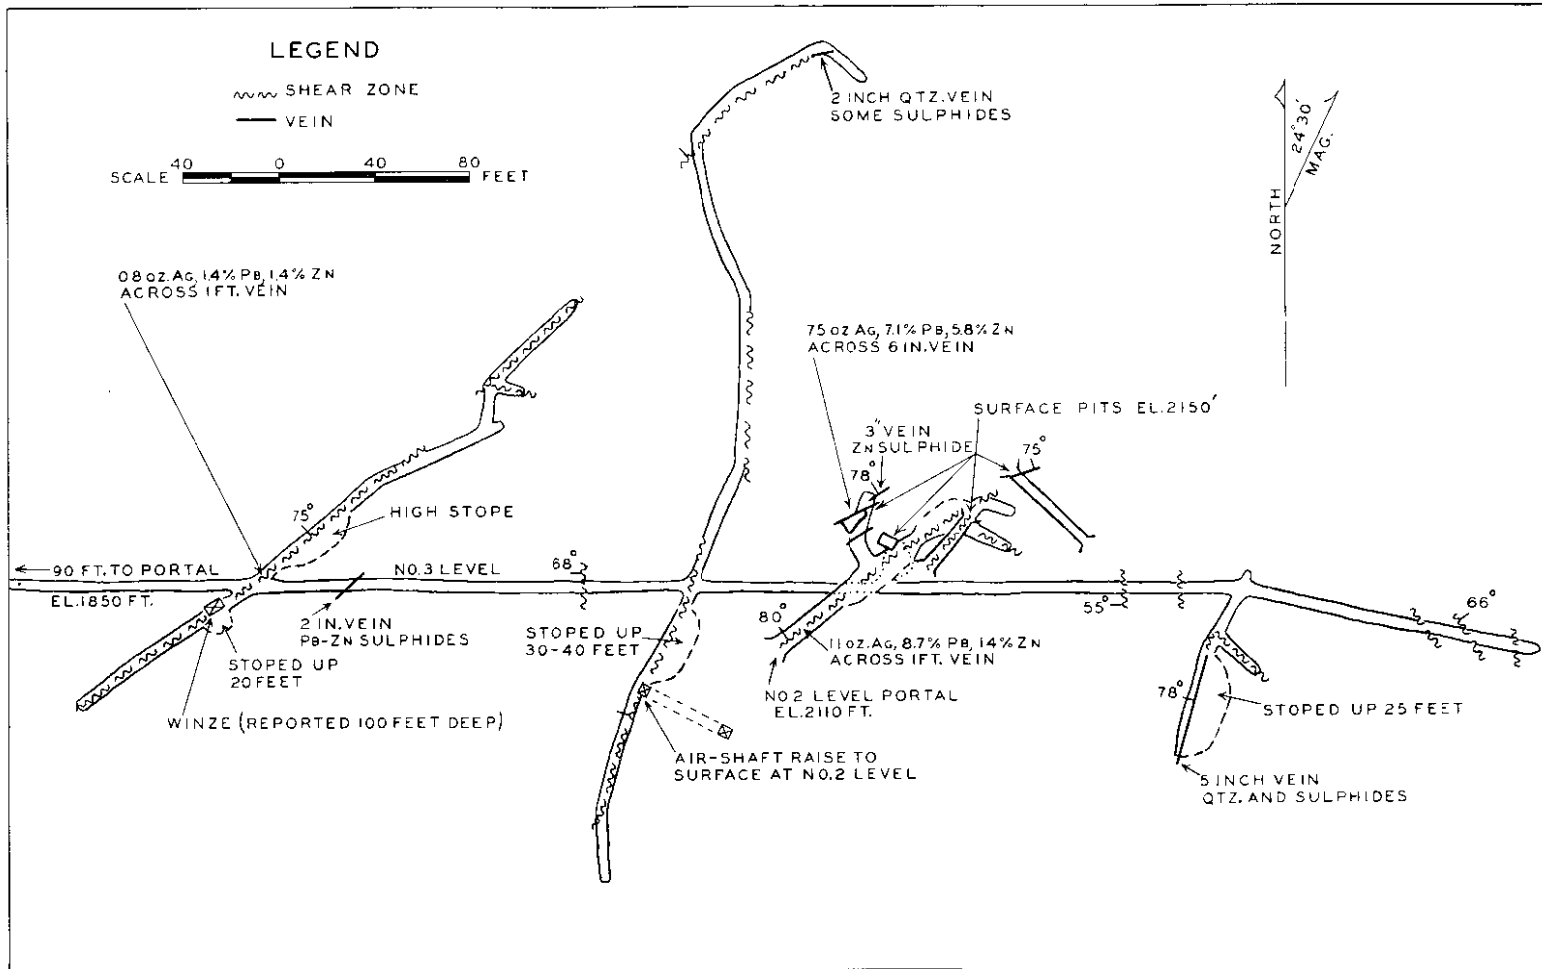 LEGEND
SHEAR ZONE
VEIN
40 0 40 80
SCALE FEET
2 INCH QTZ. VEIN
SOME SULPHIDES
24°30'
MAG.
NORTH
08 OZ. AG, 1.4% PB, 1.4% ZN
ACROSS 1 FT. VEIN
75 OZ AG, 7.1% PB, 5.8% ZN
ACROSS 6 IN. VEIN
SURFACE PITS EL. 2150'
3" VEIN
ZN SULPHIDE
78°
75°
75°
HIGH STOPE
90 FT. TO PORTAL
EL. 1850 FT.
NO. 3 LEVEL
68°
2 IN. VEIN
PB-ZN SULPHIDES
STOPED UP
20 FEET
WINZE (REPORTED 100 FEET DEEP)
STOPED UP
30-40 FEET
80°
11 OZ. AG, 8.7% PB, 14% ZN
ACROSS 1 FT. VEIN
NO. 2 LEVEL PORTAL
EL. 2110 FT.
AIR-SHAFT RAISE TO
SURFACE AT NO. 2 LEVEL
55°
66°
78°
STOPED UP 25 FEET
5 INCH VEIN
QTZ. AND SULPHIDES